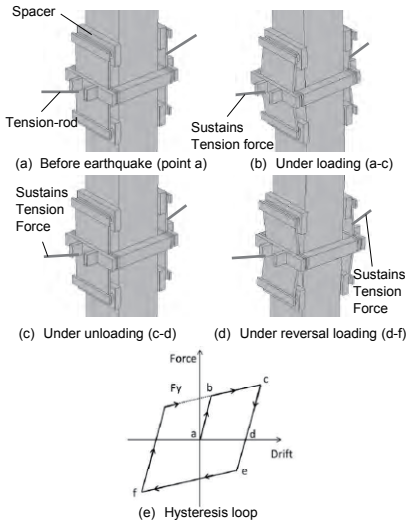 Spacer
Tension-rod
Sustains
Tension force
(a) Before earthquake (point a)
(b) Under loading (a-c)
Sustains
Tension
Force
Sustains
Tension
Force
(c) Under unloading (c-d)
(d) Under reversal loading (d-f)
Force
Fy
b
c
a
d
Drift
e
f
(e) Hysteresis loop